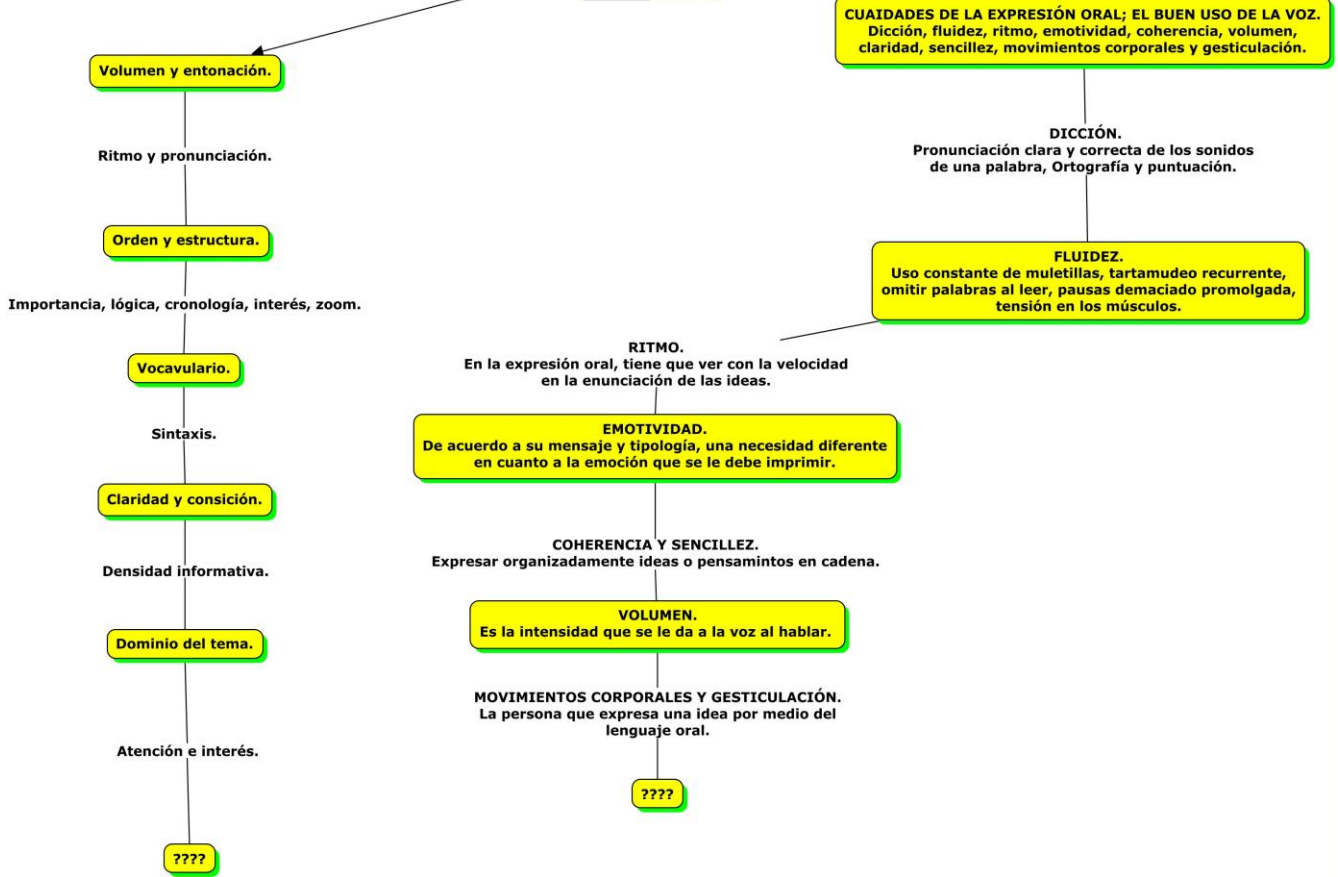 Volumen y entonación.
Ritmo y pronunciación.
Orden y estructura.
Importancia, lógica, cronología, interés, zoom.
Vocavulario.
Sintaxis.
Claridad y consición.
Densidad informativa.
Dominio del tema.
Atención e interés.
????
CUAIDADES DE LA EXPRESIÓN ORAL; EL BUEN USO DE LA VOZ.
Dicción, fluidez, ritmo, emotividad, coherencia, volumen,
claridad, sencillez, movimientos corporales y gesticulación.
DICCIÓN.
Pronunciación clara y correcta de los sonidos
de una palabra, Ortografía y puntuación.
FLUIDEZ.
Uso constante de muletillas, tartamudeo recurrente,
omitir palabras al leer, pausas demaciado promolgada,
tensión en los músculos.
RITMO.
En la expresión oral, tiene que ver con la velocidad
en la enunciación de las ideas.
EMOTIVIDAD.
De acuerdo a su mensaje y tipología, una necesidad diferente
en cuanto a la emoción que se le debe imprimir.
COHERENCIA Y SENCILLEZ.
Expresar organizadamente ideas o pensamintos en cadena.
VOLUMEN.
Es la intensidad que se le da a la voz al hablar.
MOVIMIENTOS CORPORALES Y GESTICULACIÓN.
La persona que expresa una idea por medio del
lenguaje oral.
????